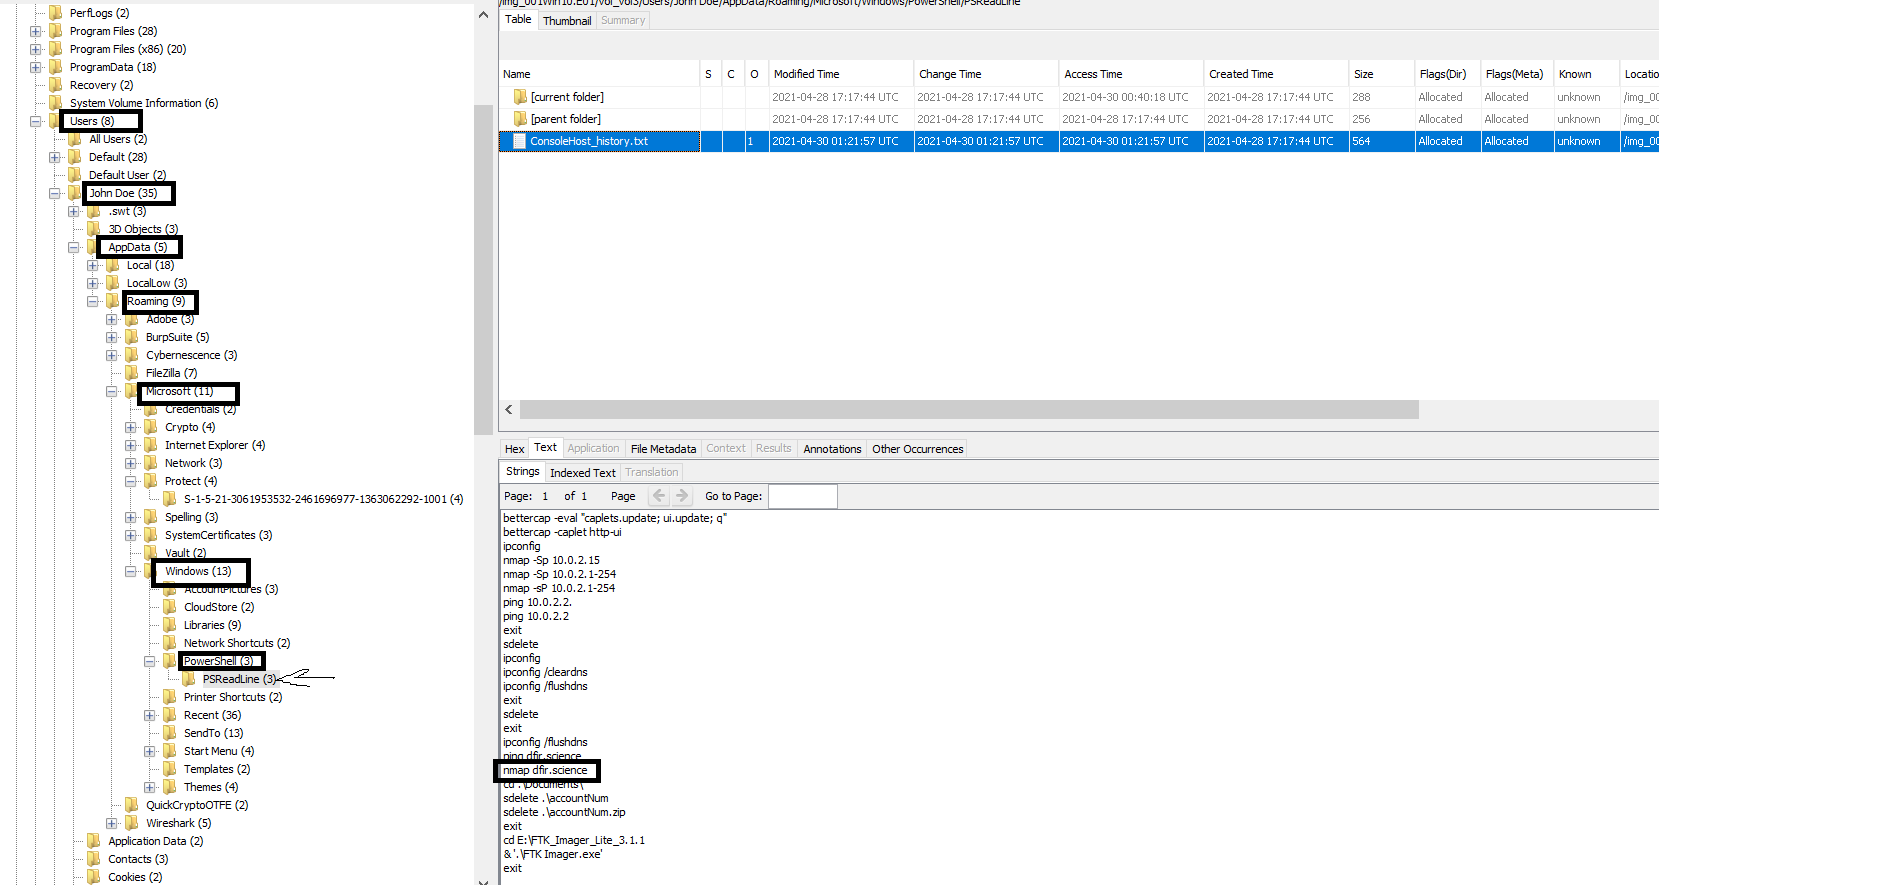 PerfLogs (2)
Program Files (28)
Program Files (x86) (20)
ProgramData (18)
Recovery (2)
System Volume Information (6)
Users (8)
All Users (2)
Default (28)
Default User (2)
John Doe (35)
.swt (3)
3D Objects (3)
AppData (5)
Local (18)
LocalLow (3)
Roaming (9)
Adobe (3)
BurpSuite (5)
Cybernescence (3)
FileZilla (7)
Microsoft (11)
Credentials (2)
Crypto (4)
Internet Explorer (4)
Network (3)
Protect (4)
S-1-5-21-3061953532-2461696977-1363062292-1001 (4)
Spelling (3)
SystemCertificates (3)
Vault (2)
Windows (13)
AccountPictures (3)
CloudStore (2)
Libraries (9)
Network Shortcuts (2)
PowerShell (3)
PSReadLine (3)
Printer Shortcuts (2)
Recent (36)
SendTo (13)
Start Menu (4)
Templates (2)
Themes (4)
QuickCryptoOTFE (2)
Wireshark (5)
Application Data (2)
Contacts (3)
Cookies (2)
/img_001Win10.E01/vol_vol3/Users/John Doe/AppData/Roaming/Microsoft/Windows/PowerShell/PSReadLine
Table Thumbnail Summary
Name S C O Modified Time Change Time Access Time Created Time Size Flags(Dir) Flags(Meta) Known Locatio
[current folder] 2021-04-28 17:17:44 UTC 2021-04-28 17:17:44 UTC 2021-04-30 00:40:18 UTC 2021-04-28 17:17:44 UTC 288 Allocated Allocated unknown /img_00
[parent folder] 2021-04-28 17:17:44 UTC 2021-04-28 17:17:44 UTC 2021-04-28 17:17:44 UTC 2021-04-28 17:17:44 UTC 256 Allocated Allocated unknown /img_00
ConsoleHost_history.txt 1 2021-04-30 01:21:57 UTC 2021-04-30 01:21:57 UTC 2021-04-30 01:21:57 UTC 2021-04-28 17:17:44 UTC 564 Allocated Allocated unknown /img_00
Hex Text Application File Metadata Context Results Annotations Other Occurrences
Strings Indexed Text Translation
Page: 1 of 1 Page Go to Page:
bettercap -eval "caplets.update; ui.update; q"
bettercap -caplet http-ui
ipconfig
nmap -Sp 10.0.2.15
nmap -Sp 10.0.2.1-254
nmap -sP 10.0.2.1-254
ping 10.0.2.2.
ping 10.0.2.2
exit
sdelete
ipconfig
ipconfig /cleardns
ipconfig /flushdns
exit
sdelete
exit
ipconfig /flushdns
ping dfir.science
nmap dfir.science
cd .\Documents\
sdelete .\accountNum
sdelete .\accountNum.zip
exit
cd E:\FTK_Imager_Lite_3.1.1
& '.\FTK Imager.exe'
exit